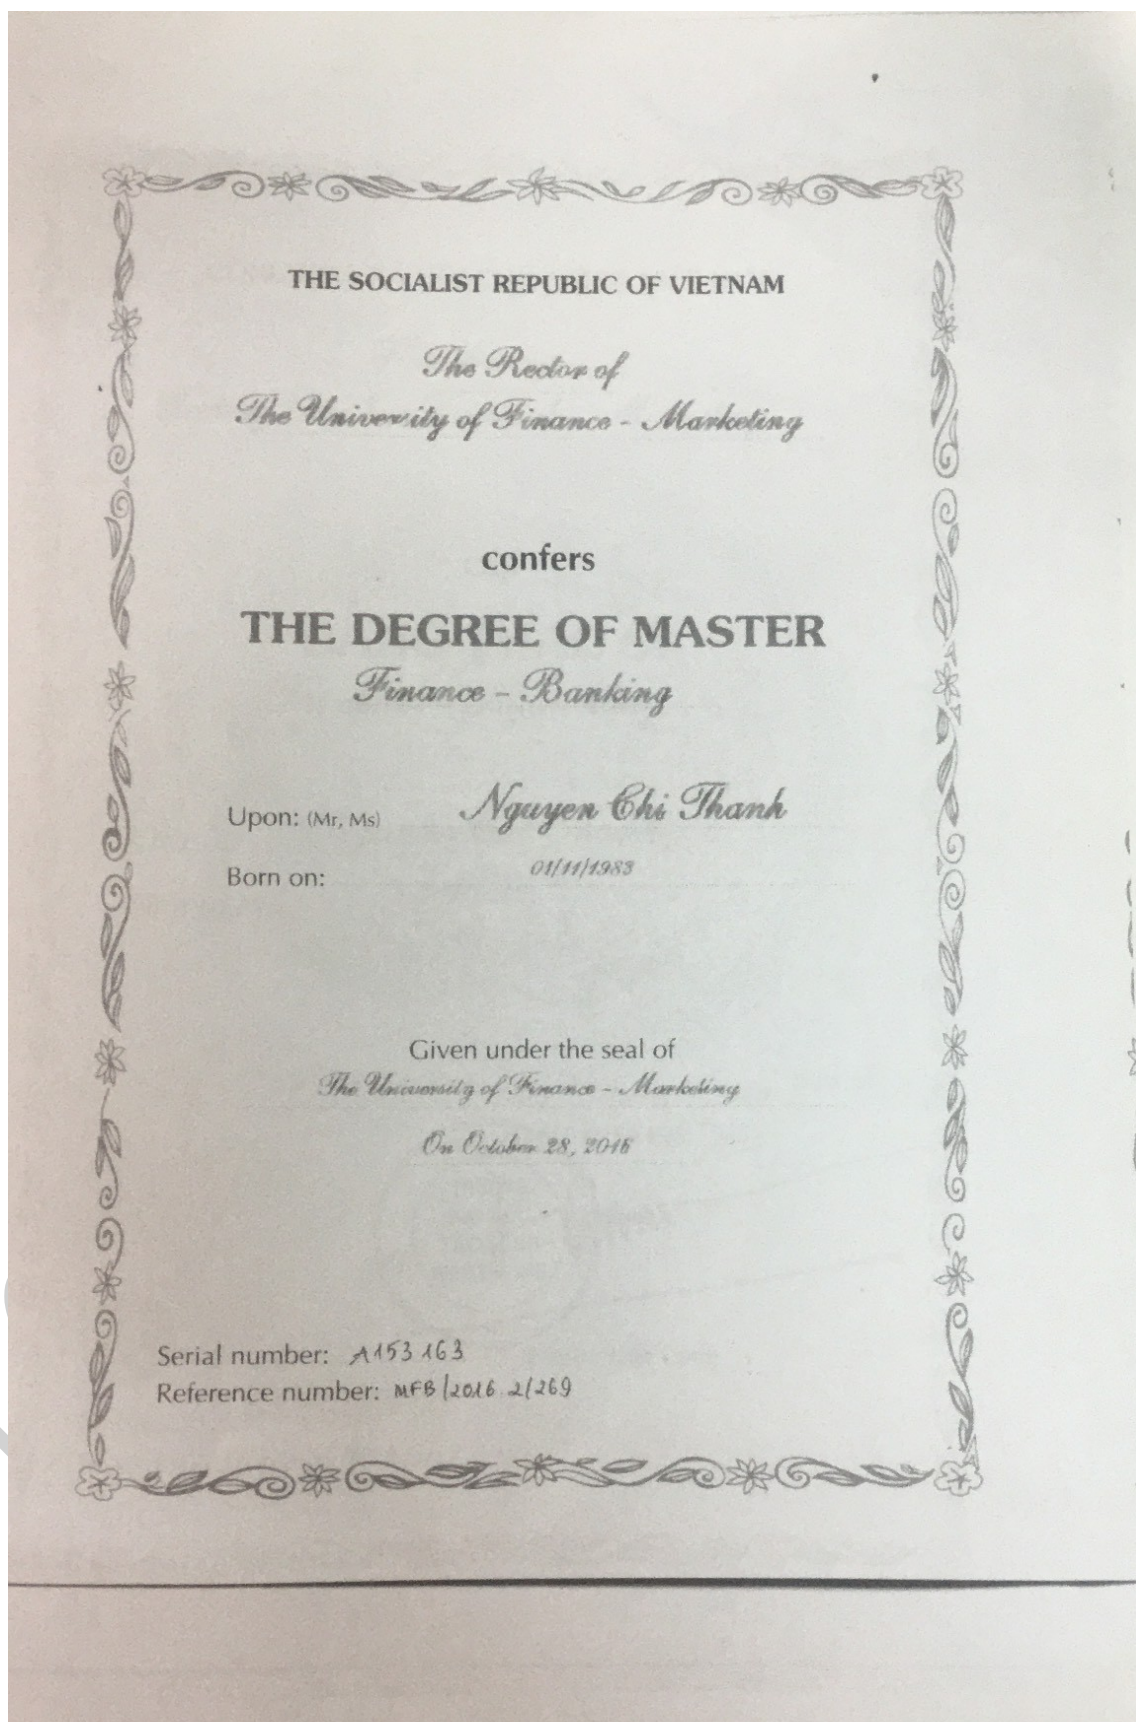 THE SOCIALIST REPUBLIC OF VIETNAM
The Rector of
The University of Finance - Marketing
confers
THE DEGREE OF MASTER
Finance - Banking
Upon: (Mr, Ms) Nguyen Chi Thanh
Born on: 01/11/1983
Given under the seal of
The University of Finance - Marketing
On October 28, 2016
Serial number: A153163
Reference number: MFB/2016.2/269